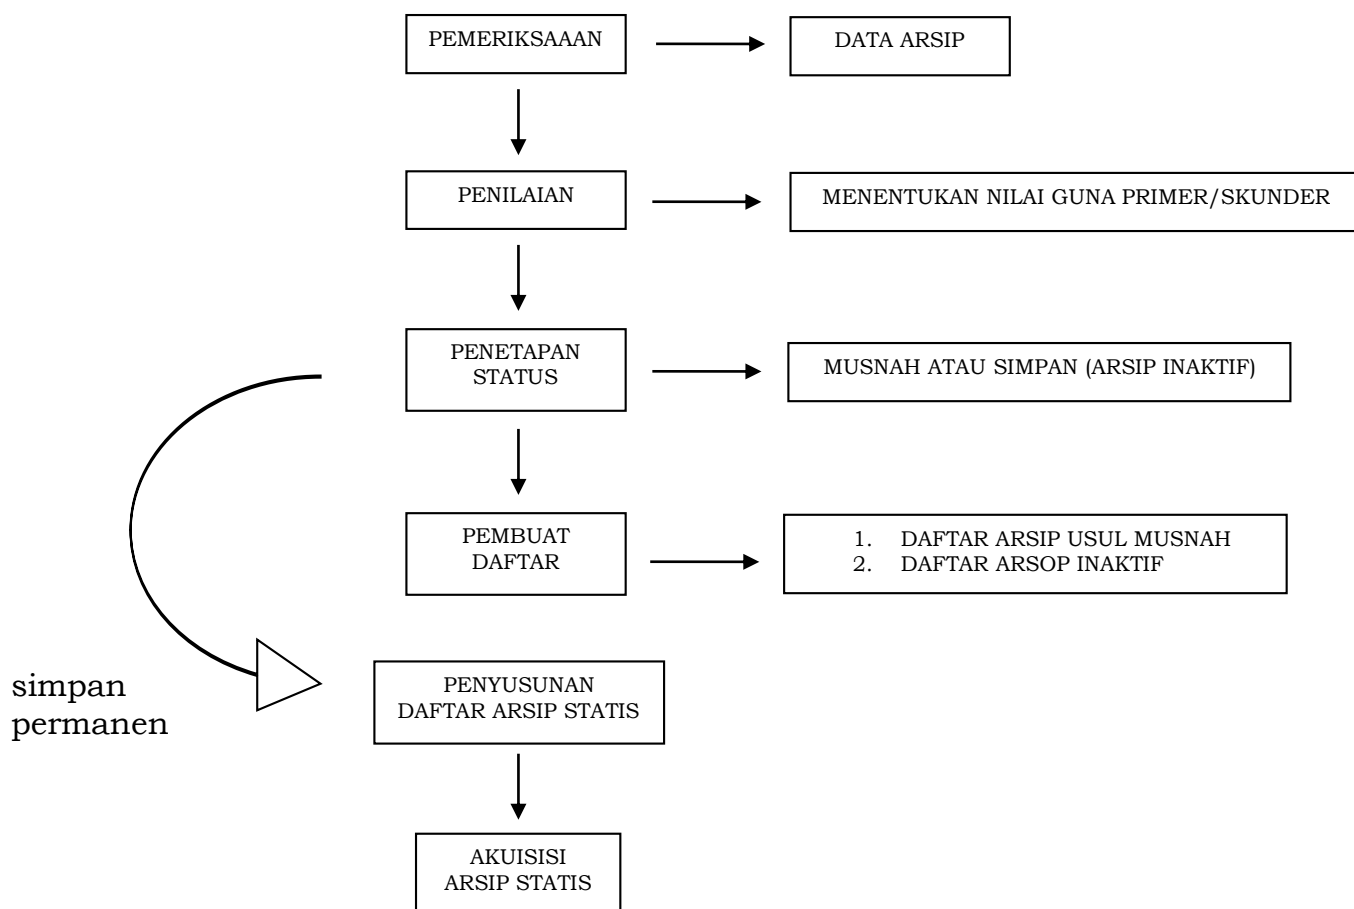 PEMERIKSAAAN
DATA ARSIP
PENILAIAN
MENENTUKAN NILAI GUNA PRIMER/SKUNDER
PENETAPAN
STATUS
MUSNAH ATAU SIMPAN (ARSIP INAKTIF)
PEMBUAT
DAFTAR
1. DAFTAR ARSIP USUL MUSNAH
2. DAFTAR ARSOP INAKTIF
simpan
permanen
PENYUSUNAN
DAFTAR ARSIP STATIS
AKUISISI
ARSIP STATIS